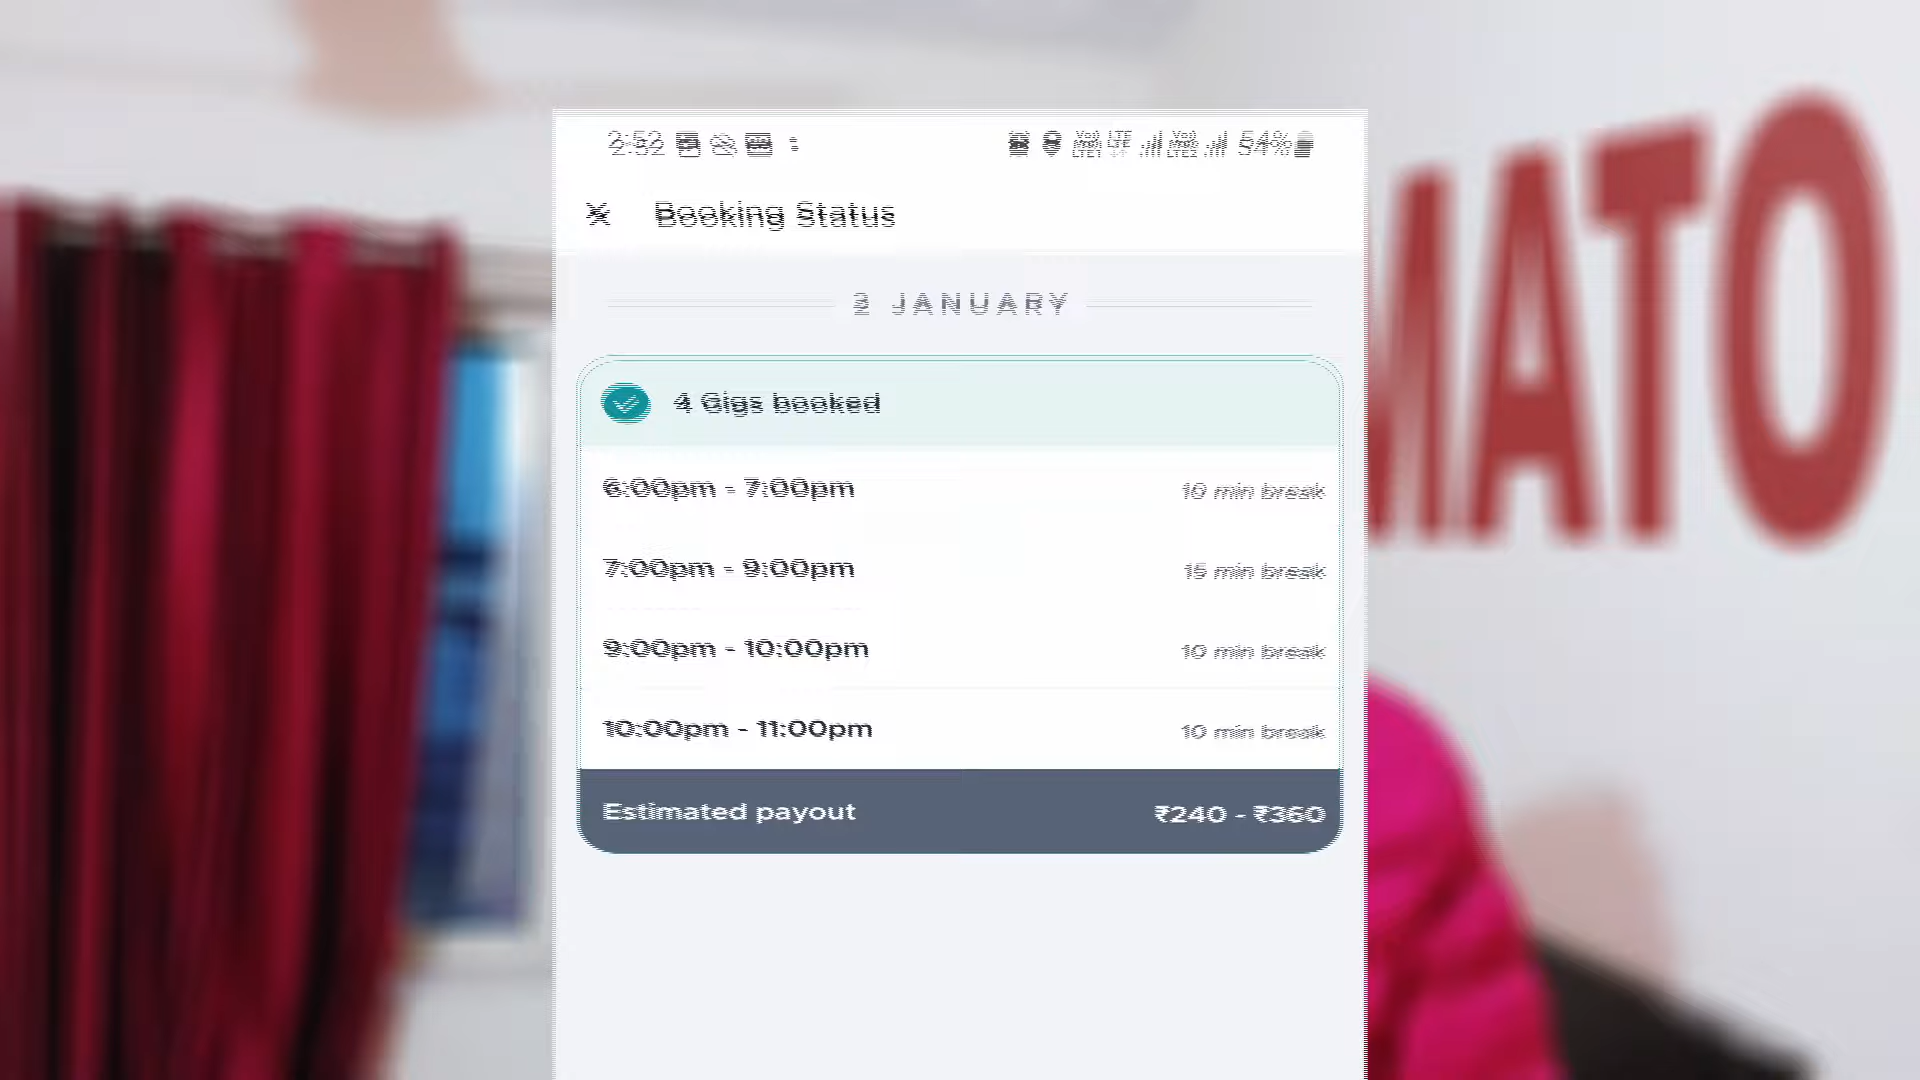 2:52 54%
Booking Status
2 JANUARY
4 Gigs booked
6:00pm - 7:00pm 10 min break
7:00pm - 9:00pm 15 min break
9:00pm - 10:00pm 10 min break
10:00pm - 11:00pm 10 min break
Estimated payout ₹240 - ₹360
MATO